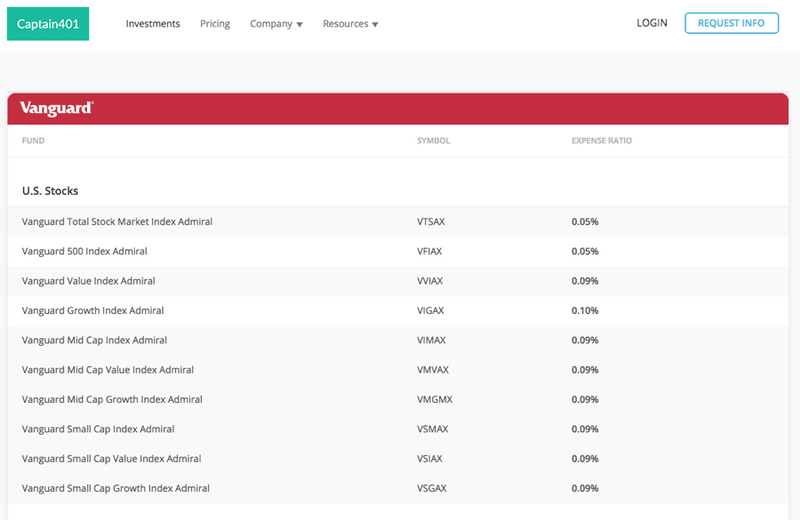 Captain401 Investments Pricing Company Resources LOGIN REQUEST INFO
Vanguard®
FUND SYMBOL EXPENSE RATIO
U.S. Stocks
Vanguard Total Stock Market Index Admiral VTSAX 0.05%
Vanguard 500 Index Admiral VFIAX 0.05%
Vanguard Value Index Admiral VVIAX 0.09%
Vanguard Growth Index Admiral VIGAX 0.10%
Vanguard Mid Cap Index Admiral VIMAX 0.09%
Vanguard Mid Cap Value Index Admiral VMVAX 0.09%
Vanguard Mid Cap Growth Index Admiral VMGMX 0.09%
Vanguard Small Cap Index Admiral VSMAX 0.09%
Vanguard Small Cap Value Index Admiral VSIAX 0.09%
Vanguard Small Cap Growth Index Admiral VSGAX 0.09%